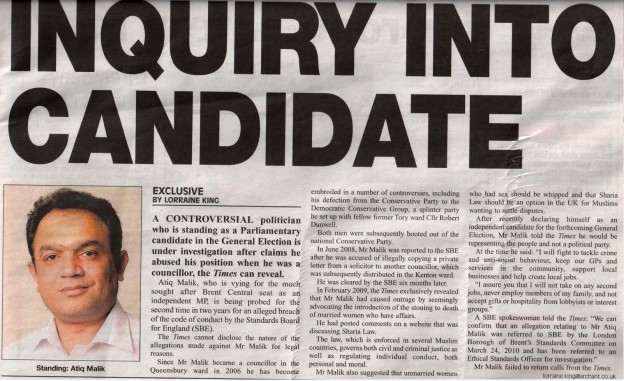 INQUIRY INTO
CANDIDATE
Standing: Atiq Malik
EXCLUSIVE
BY LORRAINE KING
A CONTROVERSIAL politician
who is standing as a Parliamentary
candidate in the General Election is
under investigation after claims he
abused his position when he was a
councillor, the Times can reveal.
Atiq Malik, who is vying for the much
sought after Brent Central seat as an
independent MP, is being probed for the
second time in two years for an alleged breach
of the code of conduct by the Standards Board
for England (SBE).
The Times cannot disclose the nature of the
allegations made against Mr Malik for legal
reasons.
Since Mr Malik became a councillor in the
Queensbury ward in 2006 he has become
embroiled in a number of controversies, including
his defection from the Conservative Party to the
Democratic Conservative Group, a splinter party
he set up with fellow former Tory ward Cllr Robert
Dunwell.
Both men were subsequently booted out of the
national Conservative Party.
In June 2008, Mr Malik was reported to the SBE
after he was accused of illegally copying a private
letter from a solicitor to another councillor, which
was subsequently distributed in the Kenton ward.
He was cleared by the SBE six months later.
In February 2009, the Times exclusively revealed
that Mr Malik had caused outrage by seemingly
advocating the introduction of the stoning to death
of married women who have affairs.
He had posted comments on a website that was
discussing Sharia Law.
The law, which is enforced in several Muslim
countries, governs both civil and criminal justice as
well as regulating individual conduct, both
personal and moral.
Mr Malik also suggested that unmarried women
who had sex should be whipped and that Sharia
Law should be an option in the UK for Muslims
wanting to settle disputes.
After recently declaring himself as an
independent candidate for the forthcoming General
Election, Mr Malik told the Times he would be
representing the people and not a political party.
At the time he said: "I will fight to tackle crime
and anti-social behaviour, keep our GPs and
services in the community, support local
businesses and help create local jobs.
"I assure you that I will not take on any second
jobs, never employ members of my family, and not
accept gifts or hospitality from lobbyists or interest
groups."
A SBE spokeswoman told the Times: "We can
confirm that an allegation relating to Mr Atiq
Malik was referred to SBE by the London
Borough of Brent's Standards Committee on
March 24, 2010 and has been referred to an
Ethical Standards Officer for investigation."
Mr Malik failed to return calls from the Times.
lorraine.king@archant.co.uk